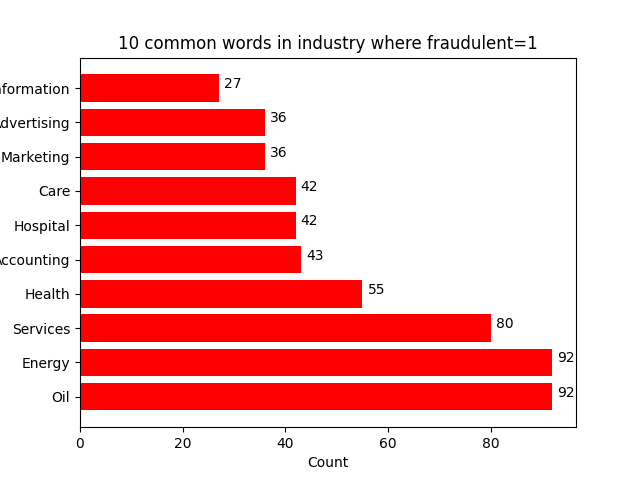 10 common words in industry where fraudulent=1
nformation 27
dvertising 36
Marketing 36
Care 42
Hospital 42
Accounting 43
Health 55
Services 80
Energy 92
Oil 92
0 20 40 60 80
Count